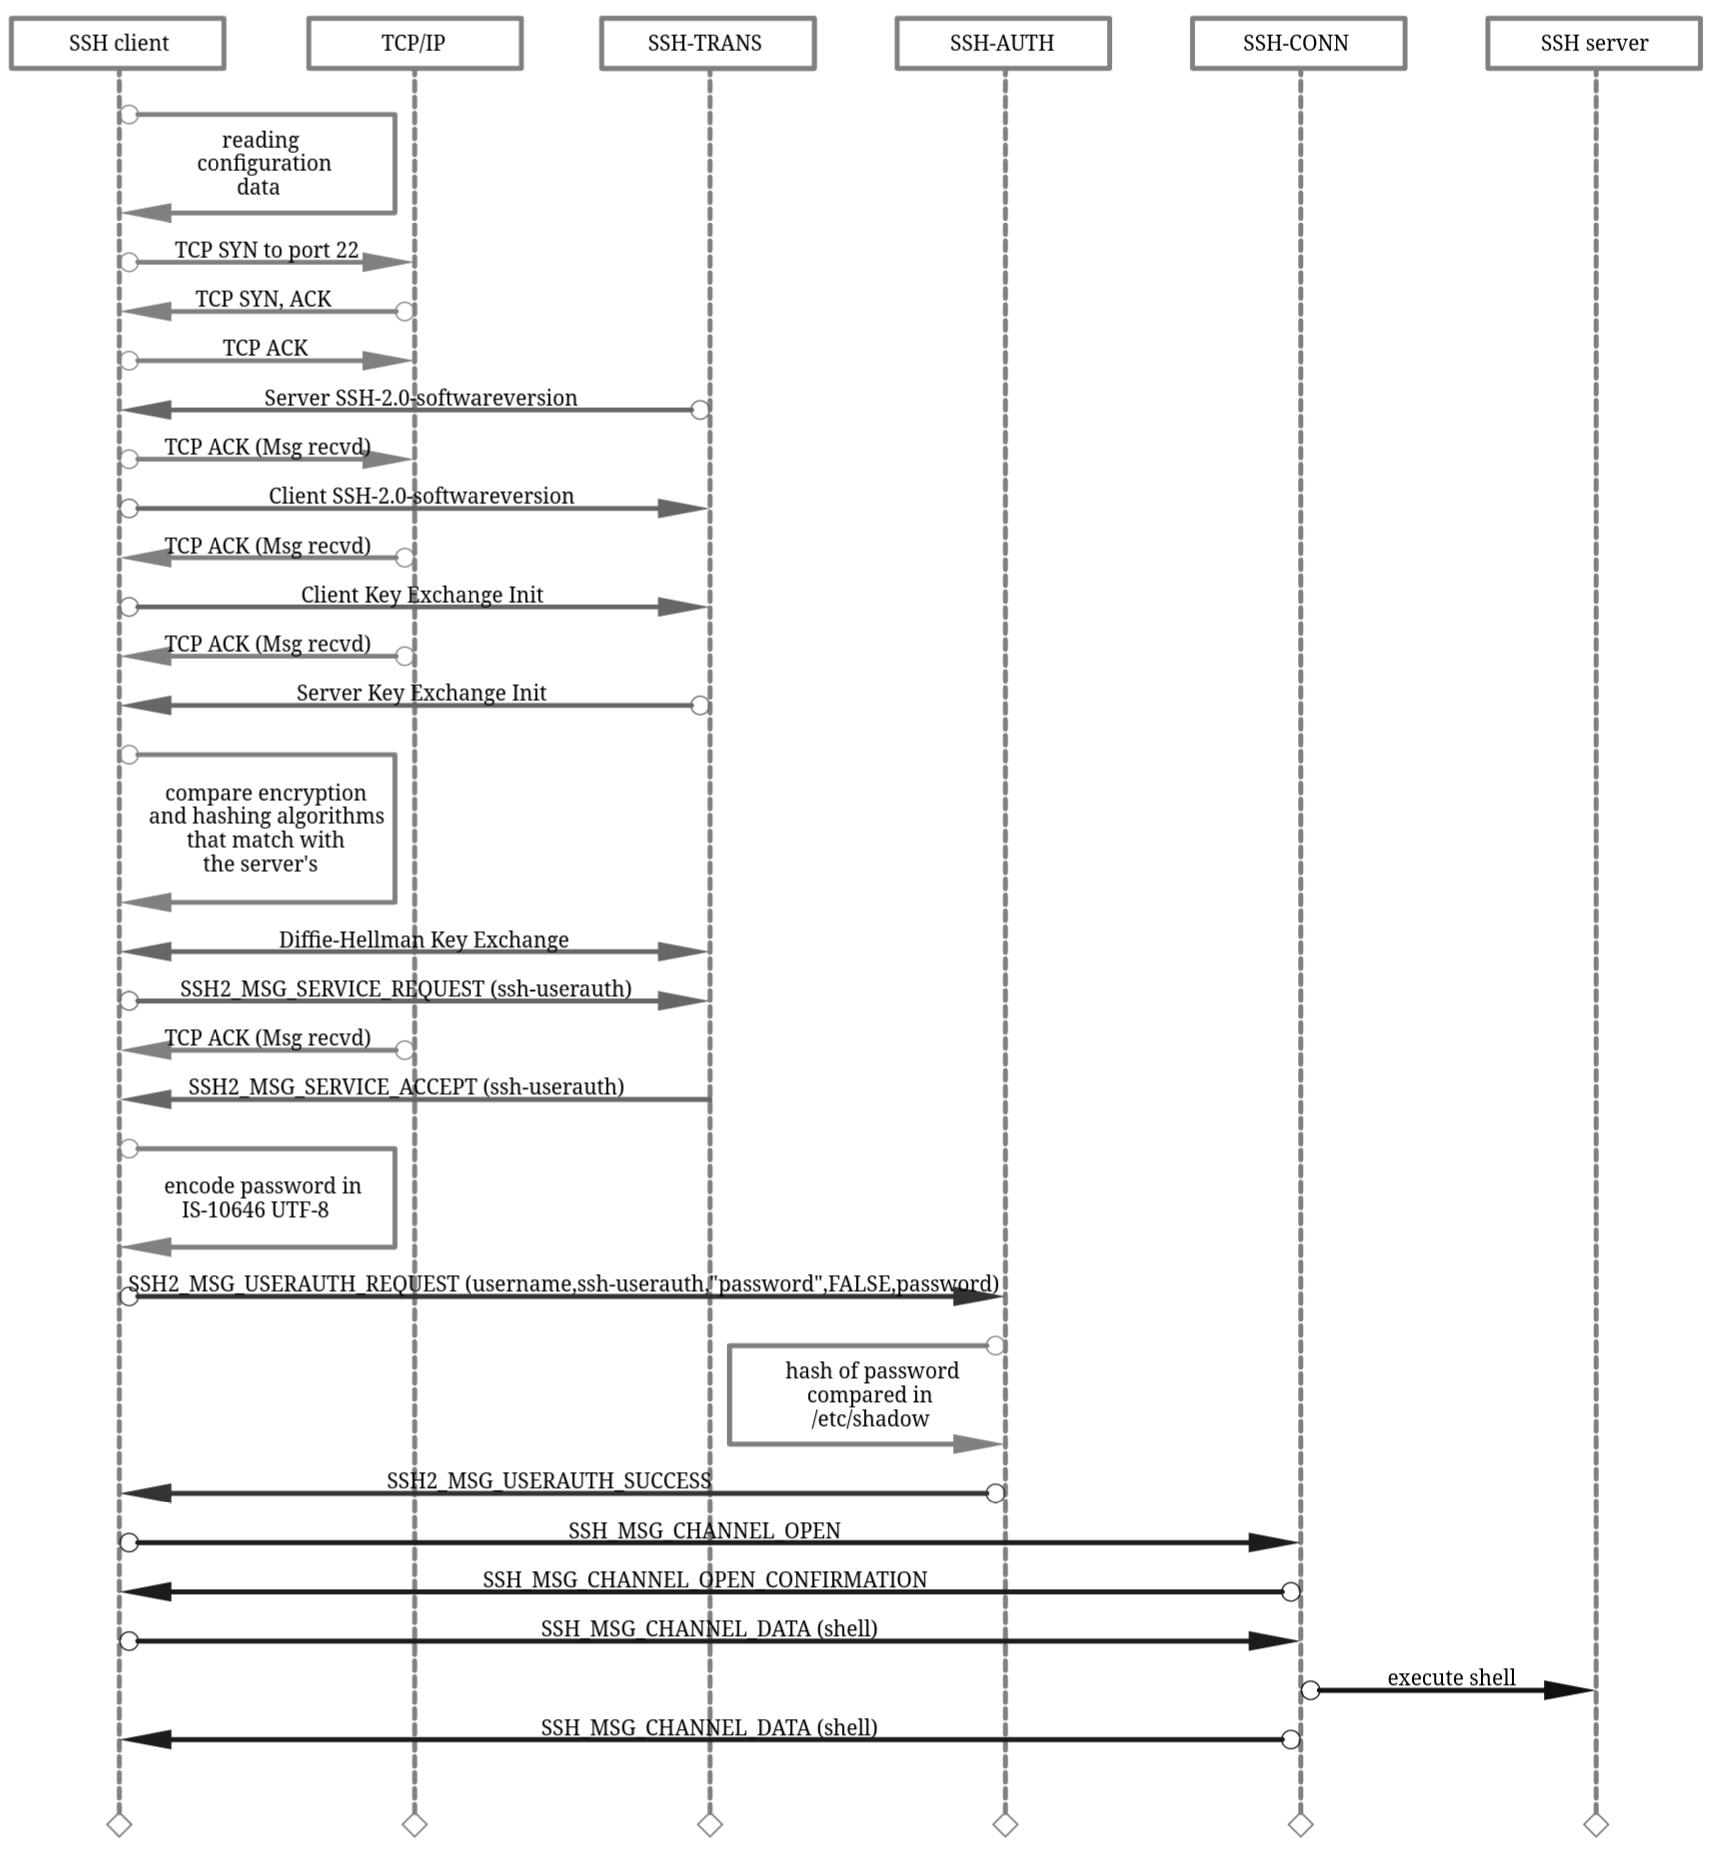 SSH client
TCP/IP
SSH-TRANS
SSH-AUTH
SSH-CONN
SSH server
reading
configuration
data
TCP SYN to port 22
TCP SYN, ACK
TCP ACK
Server SSH-2.0-softwareversion
TCP ACK (Msg recvd)
Client SSH-2.0-softwareversion
TCP ACK (Msg recvd)
Client Key Exchange Init
TCP ACK (Msg recvd)
Server Key Exchange Init
compare encryption
and hashing algorithms
that match with
the server's
Diffie-Hellman Key Exchange
SSH2_MSG_SERVICE_REQUEST (ssh-userauth)
TCP ACK (Msg recvd)
SSH2_MSG_SERVICE_ACCEPT (ssh-userauth)
encode password in
IS-10646 UTF-8
SSH2_MSG_USERAUTH_REQUEST (username,ssh-userauth,"password",FALSE,password)
hash of password
compared in
/etc/shadow
SSH2_MSG_USERAUTH_SUCCESS
SSH_MSG_CHANNEL_OPEN
SSH_MSG_CHANNEL_OPEN_CONFIRMATION
SSH_MSG_CHANNEL_DATA (shell)
execute shell
SSH_MSG_CHANNEL_DATA (shell)